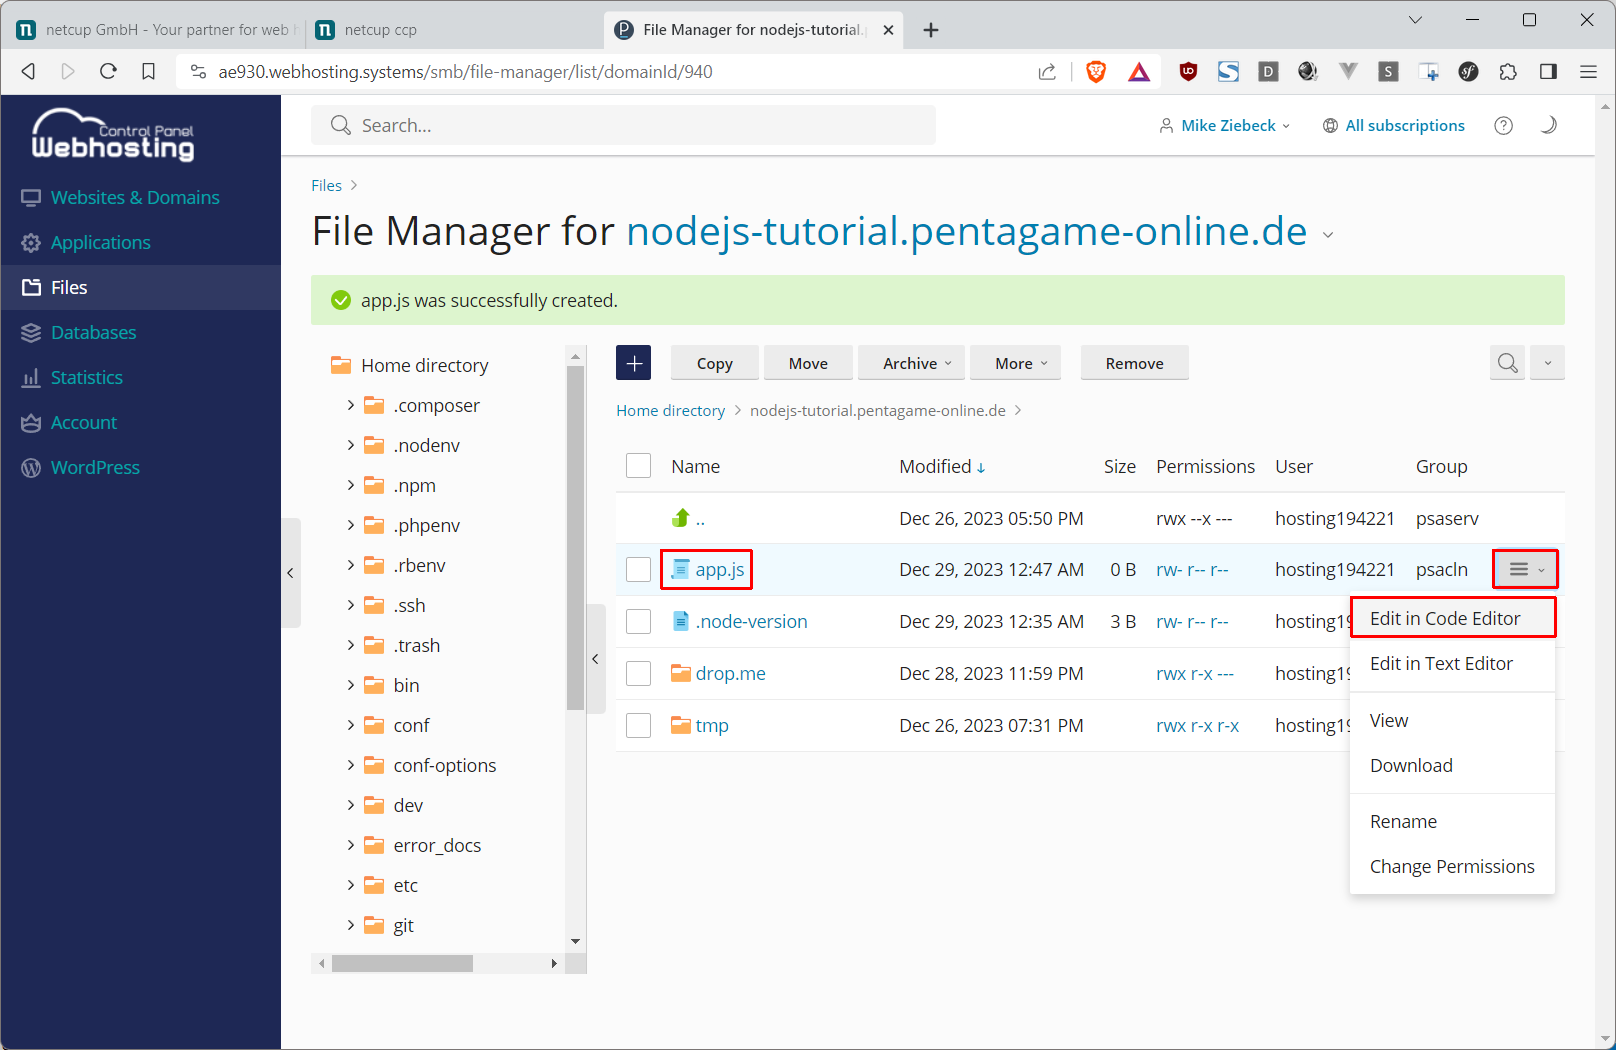 netcup GmbH - Your partner for web h
netcup ccp
File Manager for nodejs-tutorial.p
ae930.webhosting.systems/smb/file-manager/list/domainId/940
Control Panel
Webhosting
Search...
Mike Ziebeck
All subscriptions
Websites & Domains
Applications
Files
Databases
Statistics
Account
WordPress
Files
File Manager for nodejs-tutorial.pentagame-online.de
app.js was successfully created.
Home directory
.composer
.nodenv
.npm
.phpenv
.rbenv
.ssh
.trash
bin
conf
conf-options
dev
error_docs
etc
git
+ Copy Move Archive More Remove
Home directory > nodejs-tutorial.pentagame-online.de >
Name Modified ↓ Size Permissions User Group
.. Dec 26, 2023 05:50 PM rwx --x --- hosting194221 psaserv
app.js Dec 29, 2023 12:47 AM 0 B rw- r-- r-- hosting194221 psacln
.node-version Dec 29, 2023 12:35 AM 3 B rw- r-- r-- hosting19
drop.me Dec 28, 2023 11:59 PM rwx r-x --- hosting19
tmp Dec 26, 2023 07:31 PM rwx r-x r-x hosting19
Edit in Code Editor
Edit in Text Editor
View
Download
Rename
Change Permissions